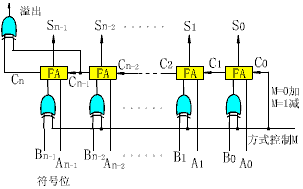 溢出
Sn-1 Sn-2 S1 S0
FA FA FA FA
Cn Cn-1 Cn-2 C2 C1 C0
M=0加
M=1减
方式控制M
Bn-1 An-1 Bn-2 An-2 B1 A1 B0 A0
符号位